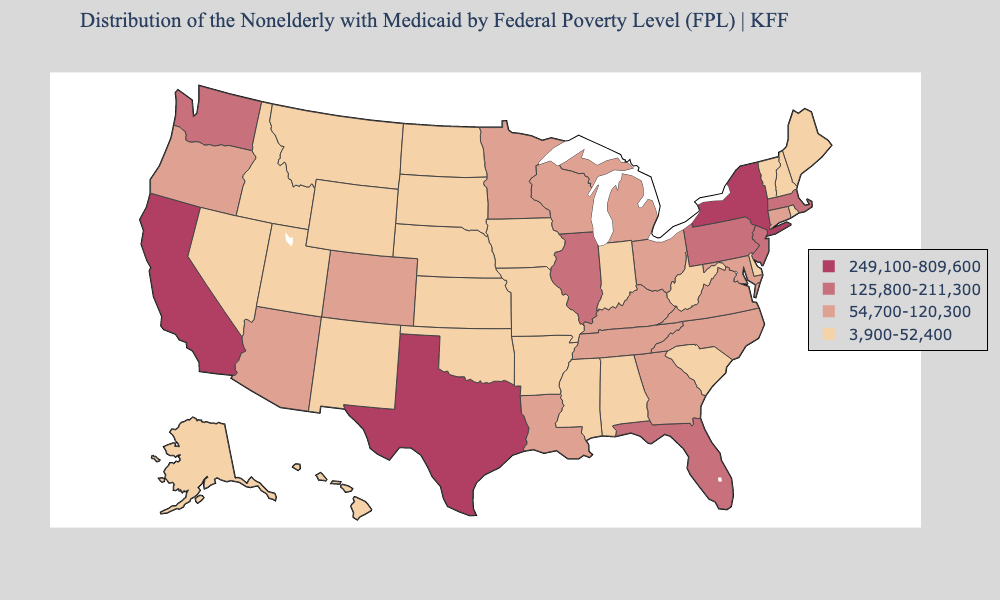 Distribution of the Nonelderly with Medicaid by Federal Poverty Level (FPL) | KFF
249,100-809,600
125,800-211,300
54,700-120,300
3,900-52,400